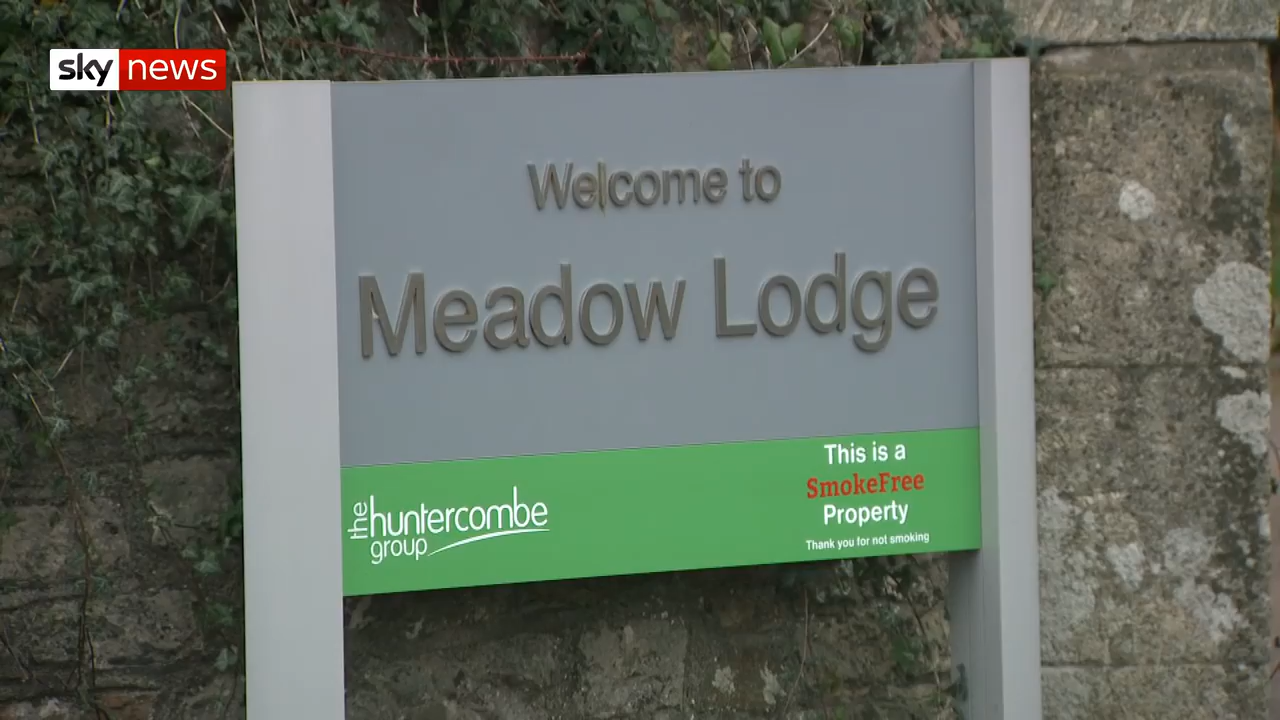 sky news
Welcome to
Meadow Lodge
the huntercombe
group
This is a
SmokeFree
Property
Thank you for not smoking